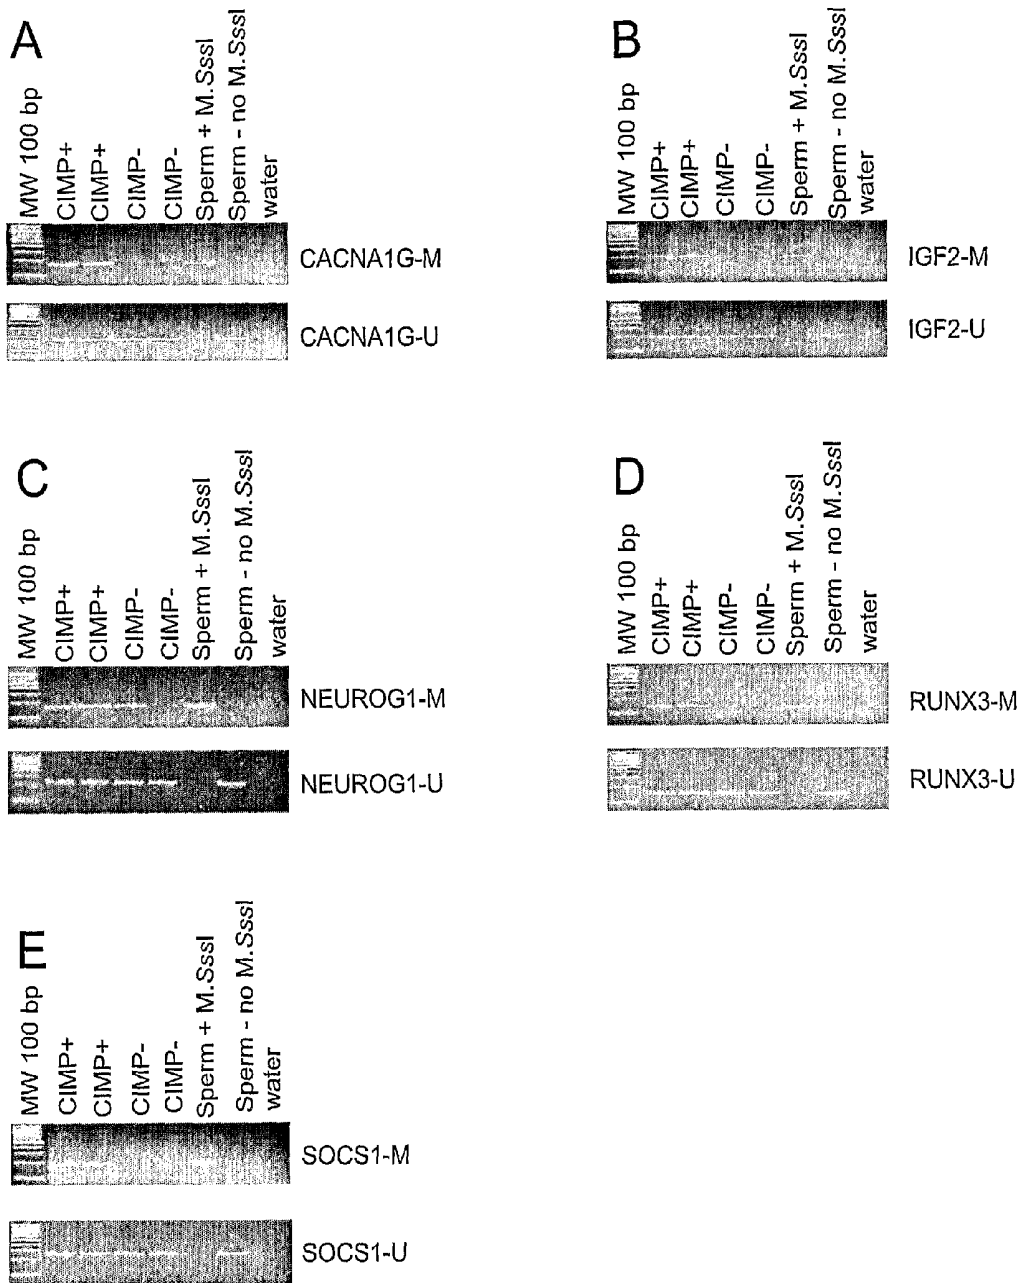 A
MW 100 bp
CIMP+
CIMP+
CIMP-
CIMP-
Sperm + M.SssI
Sperm - no M.SssI
water
CACNA1G-M
CACNA1G-U
B
MW 100 bp
CIMP+
CIMP+
CIMP-
CIMP-
Sperm + M.SssI
Sperm - no M.SssI
water
IGF2-M
IGF2-U
C
MW 100 bp
CIMP+
CIMP+
CIMP-
CIMP-
Sperm + M.SssI
Sperm - no M.SssI
water
NEUROG1-M
NEUROG1-U
D
MW 100 bp
CIMP+
CIMP+
CIMP-
CIMP-
Sperm + M.SssI
Sperm - no M.SssI
water
RUNX3-M
RUNX3-U
E
MW 100 bp
CIMP+
CIMP+
CIMP-
CIMP-
Sperm + M.SssI
Sperm - no M.SssI
water
SOCS1-M
SOCS1-U